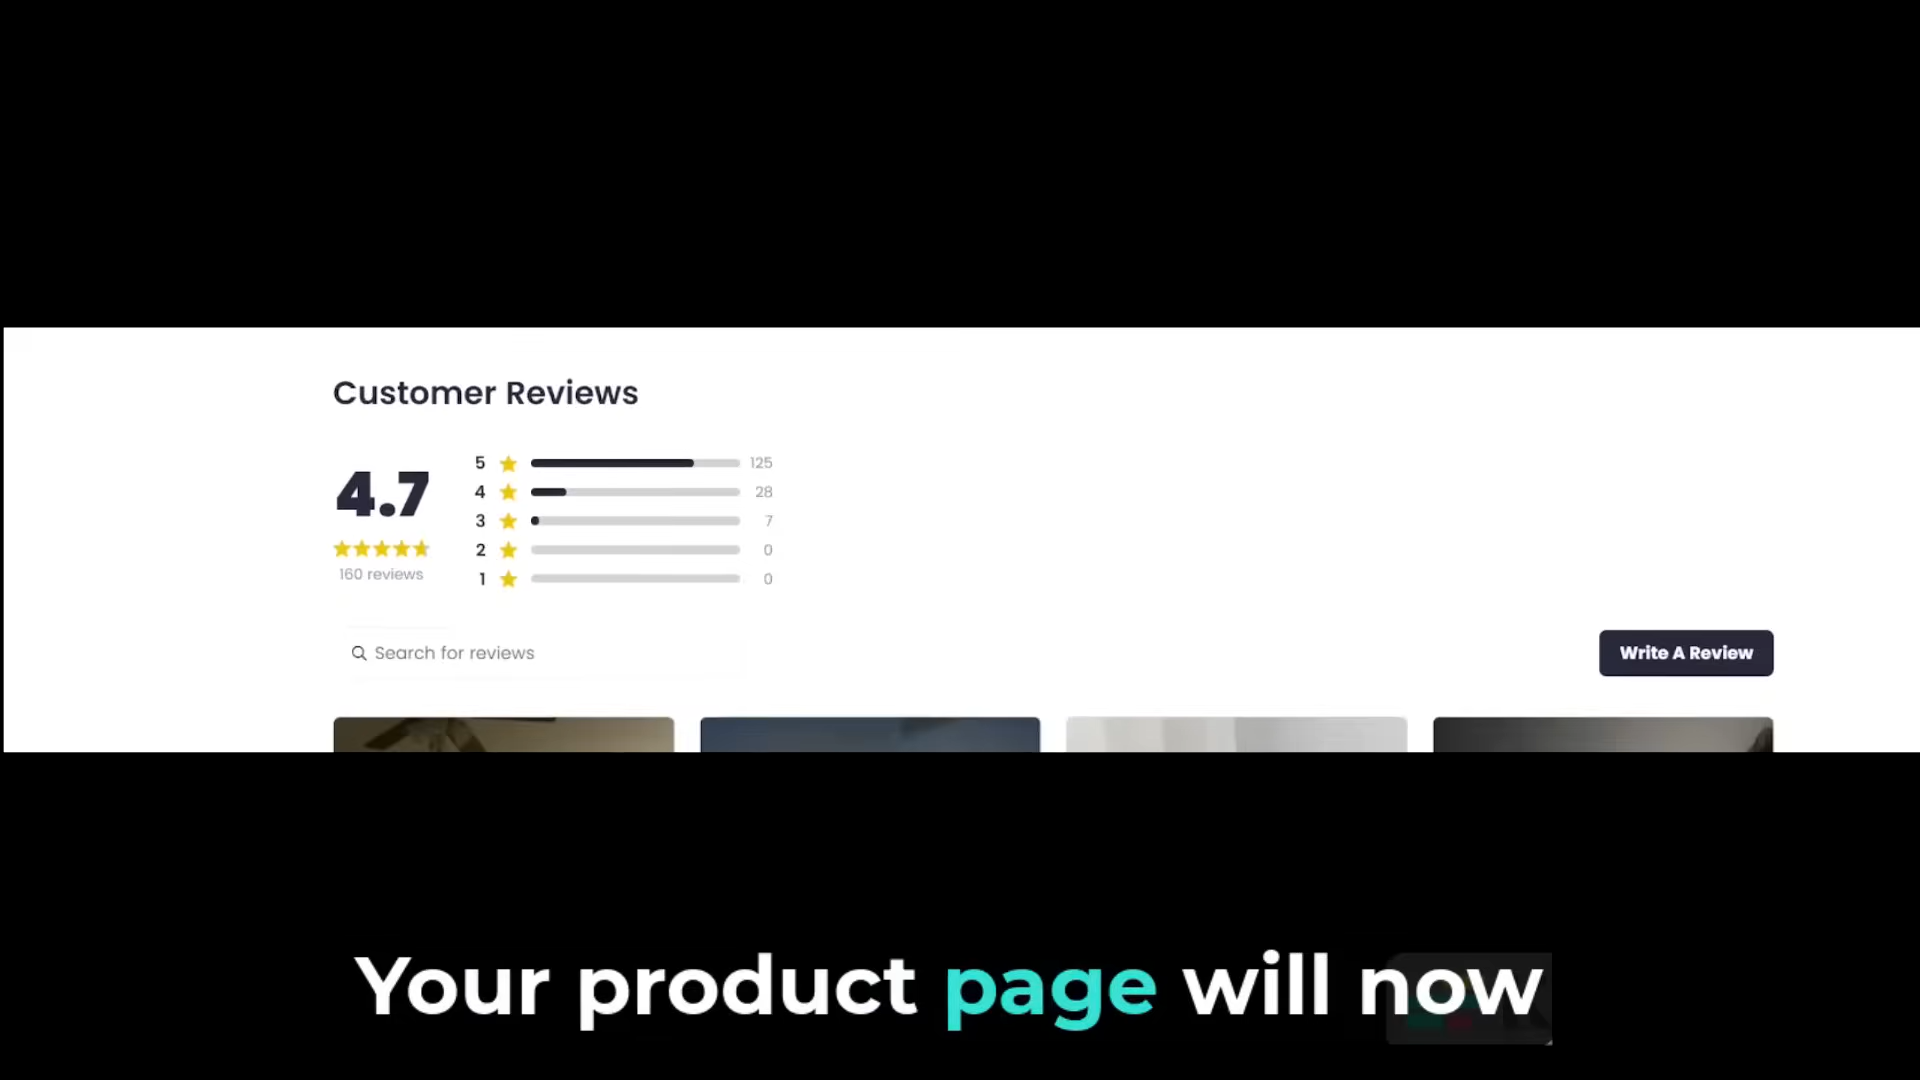 Customer Reviews
4.7
160 reviews
5 125
4 28
3 7
2 0
1 0
Search for reviews
Write A Review
Your product page will now